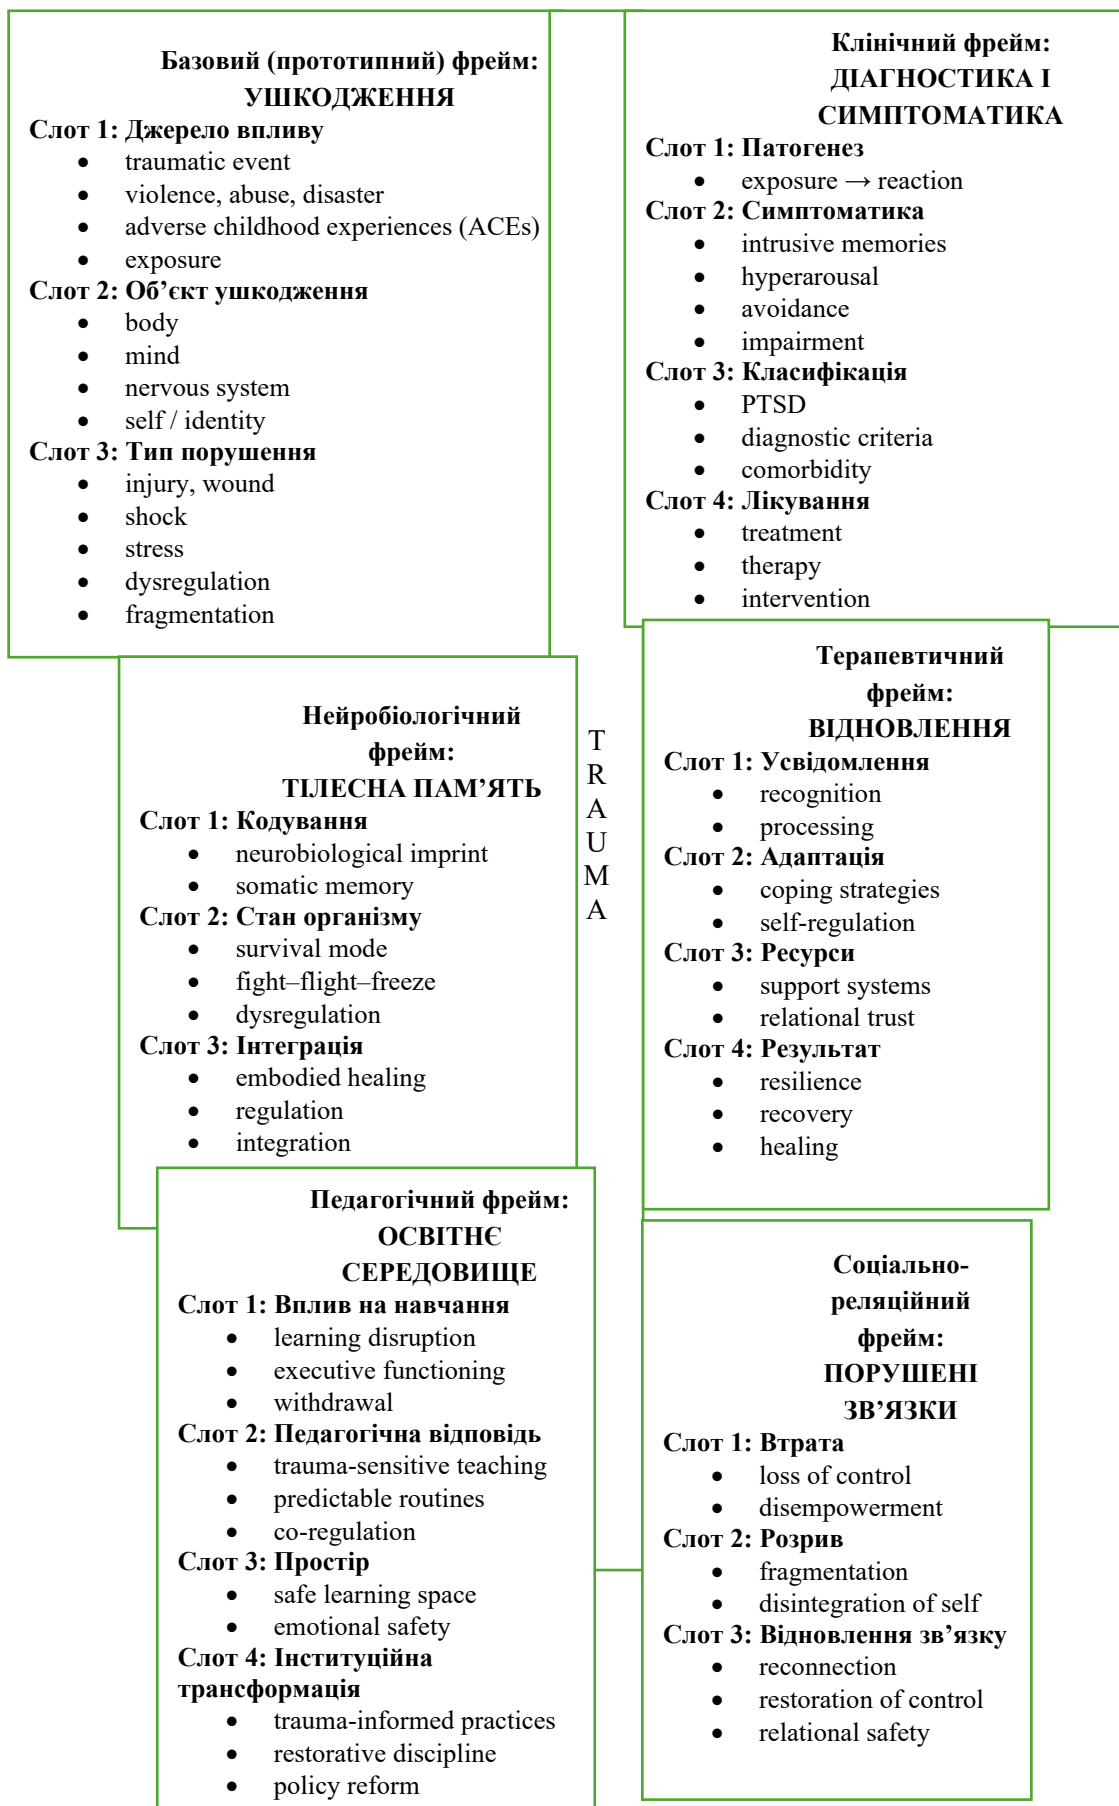 Базовий (прототипний) фрейм:
УШКОДЖЕННЯ
Слот 1: Джерело впливу
• traumatic event
• violence, abuse, disaster
• adverse childhood experiences (ACEs)
• exposure
Слот 2: Об’єкт ушкодження
• body
• mind
• nervous system
• self / identity
Слот 3: Тип порушення
• injury, wound
• shock
• stress
• dysregulation
• fragmentation
Клінічний фрейм:
ДІАГНОСТИКА І
СИМПТОМАТИКА
Слот 1: Патогенез
• exposure → reaction
Слот 2: Симптоматика
• intrusive memories
• hyperarousal
• avoidance
• impairment
Слот 3: Класифікація
• PTSD
• diagnostic criteria
• comorbidity
Слот 4: Лікування
• treatment
• therapy
• intervention
Нейробіологічний
фрейм:
ТІЛЕСНА ПАМ’ЯТЬ
Слот 1: Кодування
• neurobiological imprint
• somatic memory
Слот 2: Стан організму
• survival mode
• fight–flight–freeze
• dysregulation
Слот 3: Інтеграція
• embodied healing
• regulation
• integration
T
R
A
U
M
A
Терапевтичний
фрейм:
ВІДНОВЛЕННЯ
Слот 1: Усвідомлення
• recognition
• processing
Слот 2: Адаптація
• coping strategies
• self-regulation
Слот 3: Ресурси
• support systems
• relational trust
Слот 4: Результат
• resilience
• recovery
• healing
Педагогічний фрейм:
ОСВІТНЄ
СЕРЕДОВИЩЕ
Слот 1: Вплив на навчання
• learning disruption
• executive functioning
• withdrawal
Слот 2: Педагогічна відповідь
• trauma-sensitive teaching
• predictable routines
• co-regulation
Слот 3: Простір
• safe learning space
• emotional safety
Слот 4: Інституційна
трансформація
• trauma-informed practices
• restorative discipline
• policy reform
Соціально-
реляційний
фрейм:
ПОРУШЕНІ
ЗВ’ЯЗКИ
Слот 1: Втрата
• loss of control
• disempowerment
Слот 2: Розрив
• fragmentation
• disintegration of self
Слот 3: Відновлення зв’язку
• reconnection
• restoration of control
• relational safety